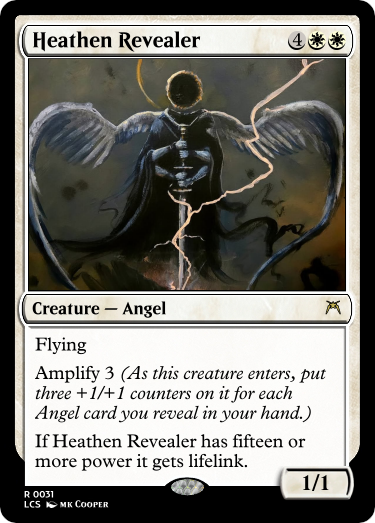 Heathen Revealer 4
Creature — Angel
Flying
Amplify 3 (As this creature enters, put
three +1/+1 counters on it for each
Angel card you reveal in your hand.)
If Heathen Revealer has fifteen or
more power it gets lifelink.
1/1
R 0031
LCS MK COOPER